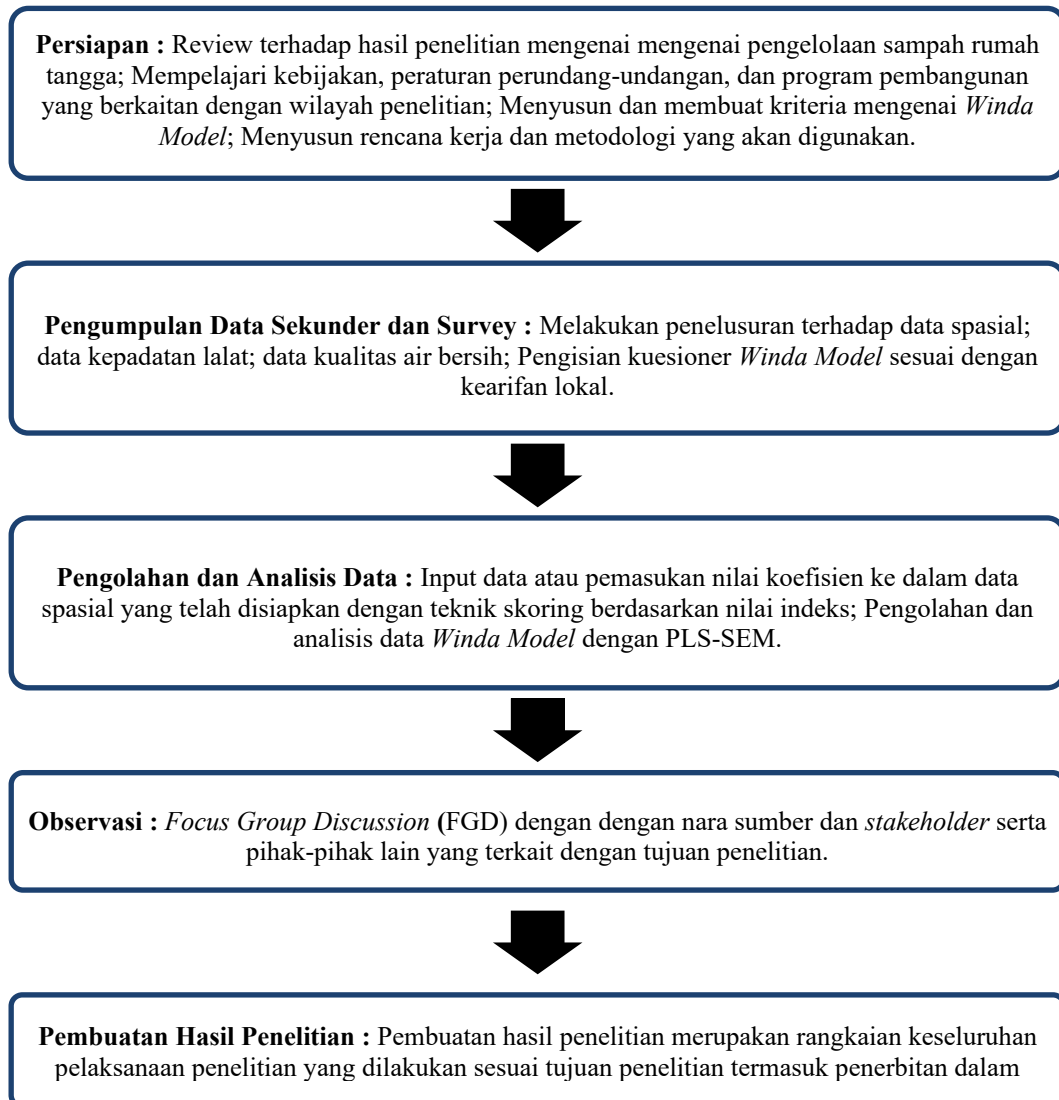 Persiapan : Review terhadap hasil penelitian mengenai mengenai pengelolaan sampah rumah
tangga; Mempelajari kebijakan, peraturan perundang-undangan, dan program pembangunan
yang berkaitan dengan wilayah penelitian; Menyusun dan membuat kriteria mengenai Winda
Model; Menyusun rencana kerja dan metodologi yang akan digunakan.
Pengumpulan Data Sekunder dan Survey : Melakukan penelusuran terhadap data spasial;
data kepadatan lalat; data kualitas air bersih; Pengisian kuesioner Winda Model sesuai dengan
kearifan lokal.
Pengolahan dan Analisis Data : Input data atau pemasukan nilai koefisien ke dalam data
spasial yang telah disiapkan dengan teknik skoring berdasarkan nilai indeks; Pengolahan dan
analisis data Winda Model dengan PLS-SEM.
Observasi : Focus Group Discussion (FGD) dengan dengan nara sumber dan stakeholder serta
pihak-pihak lain yang terkait dengan tujuan penelitian.
Pembuatan Hasil Penelitian : Pembuatan hasil penelitian merupakan rangkaian keseluruhan
pelaksanaan penelitian yang dilakukan sesuai tujuan penelitian termasuk penerbitan dalam